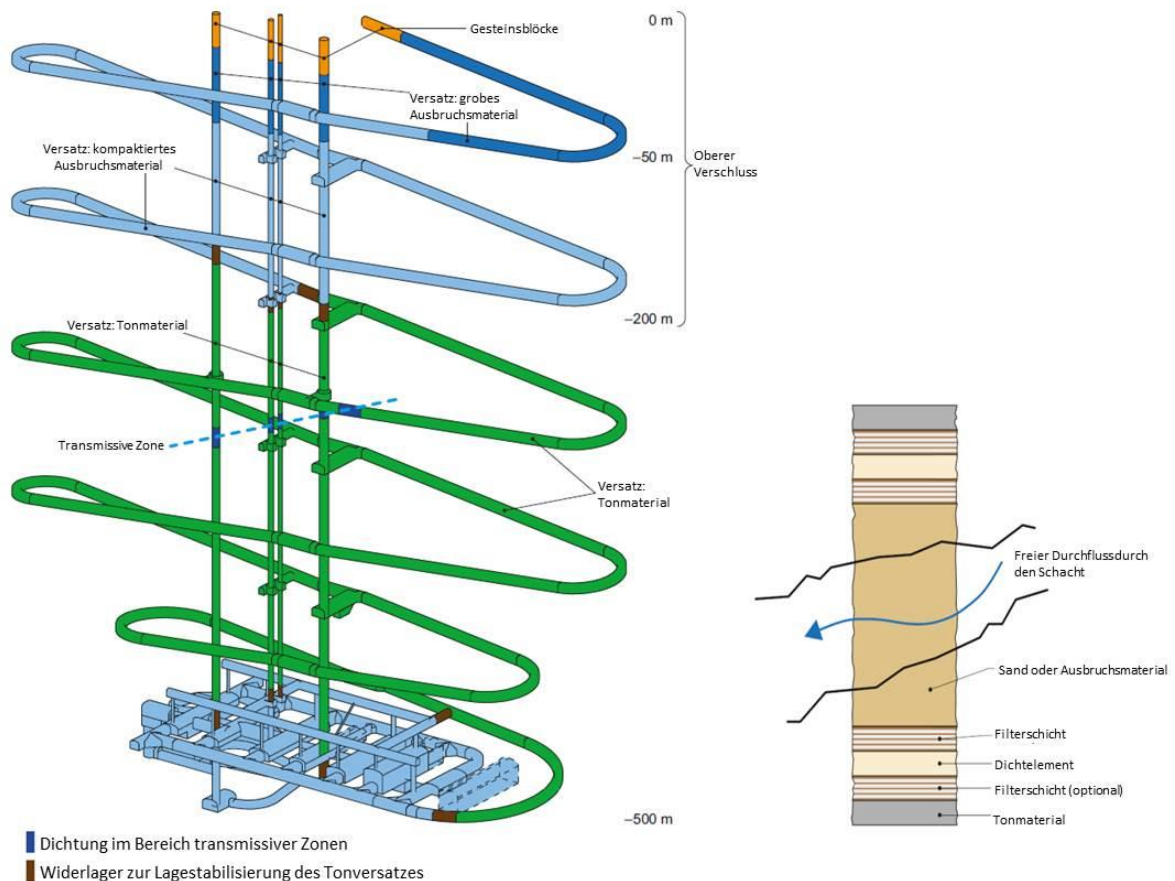 Gesteinsblöcke
0 m
Versatz: grobes
Ausbruchsmaterial
Versatz: kompaktiertes
Ausbruchsmaterial
–50 m
Oberer
Verschluss
–200 m
Versatz: Tonmaterial
Transmissive Zone
Versatz:
Tonmaterial
–500 m
Dichtung im Bereich transmissiver Zonen
Widerlager zur Lagestabilisierung des Tonversatzes
Freier Durchflussdurch
den Schacht
Sand oder Ausbruchsmaterial
Filterschicht
Dichtelement
Filterschicht (optional)
Tonmaterial